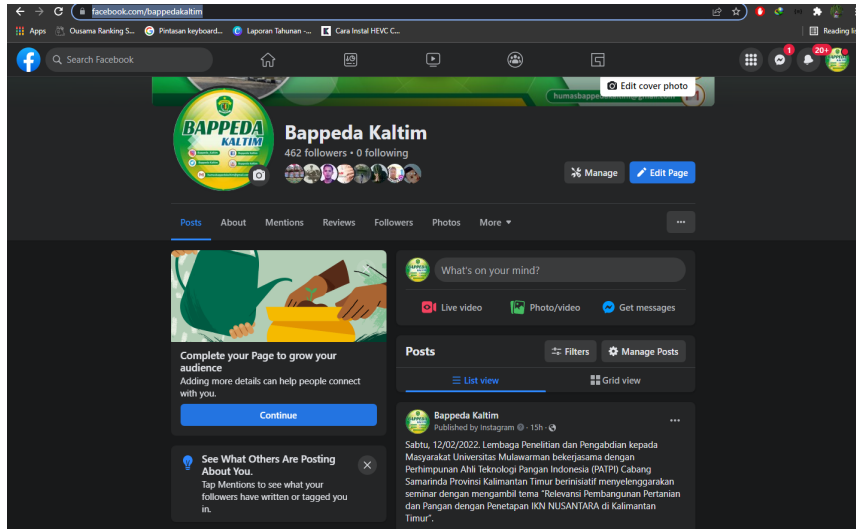 facebook.com/bappedakaltim
Apps
Ousama Ranking S...
Pintasan keyboard...
Laporan Tahunan -...
Cara Instal HEVC C...
Reading lis
Search Facebook
1
20+
Edit cover photo
BAPPEDA
KALTIM
Bappeda Kaltim
462 followers • 0 following
Manage
Edit Page
Posts
About
Mentions
Reviews
Followers
Photos
More
What's on your mind?
Live video
Photo/video
Get messages
Complete your Page to grow your
audience
Adding more details can help people connect
with you.
Continue
See What Others Are Posting
About You.
Tap Mentions to see what your
followers have written or tagged you
in.
Posts
Filters
Manage Posts
List view
Grid view
Bappeda Kaltim
Published by Instagram · 15h ·
Sabtu, 12/02/2022. Lembaga Penelitian dan Pengabdian kepada
Masyarakat Universitas Mulawarman bekerjasama dengan
Perhimpunan Ahli Teknologi Pangan Indonesia (PATPI) Cabang
Samarinda Provinsi Kalimantan Timur berinisiatif menyelenggarakan
seminar dengan mengambil tema "Relevansi Pembangunan Pertanian
dan Pangan dengan Penetapan IKN NUSANTARA di Kalimantan
Timur".